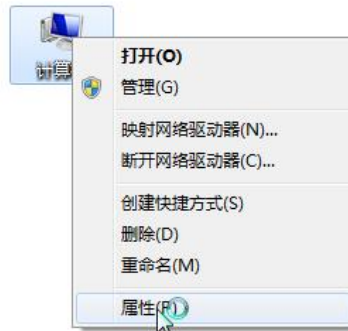 计算
打开(O)
管理(G)
映射网络驱动器(N)...
断开网络驱动器(C)...
创建快捷方式(S)
删除(D)
重命名(M)
属性(R)